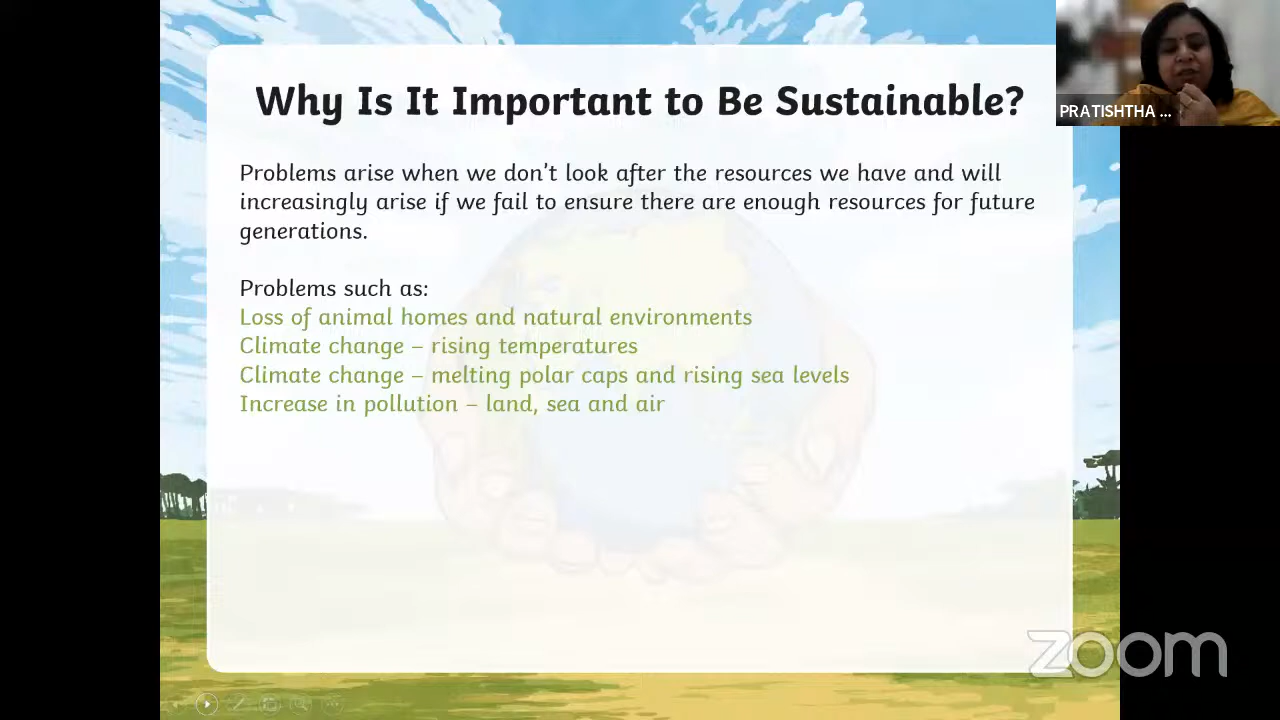 Why Is It Important to Be Sustainable?
PRATISHTHA ...
Problems arise when we don't look after the resources we have and will
increasingly arise if we fail to ensure there are enough resources for future
generations.
Problems such as:
Loss of animal homes and natural environments
Climate change – rising temperatures
Climate change – melting polar caps and rising sea levels
Increase in pollution – land, sea and air
zoom